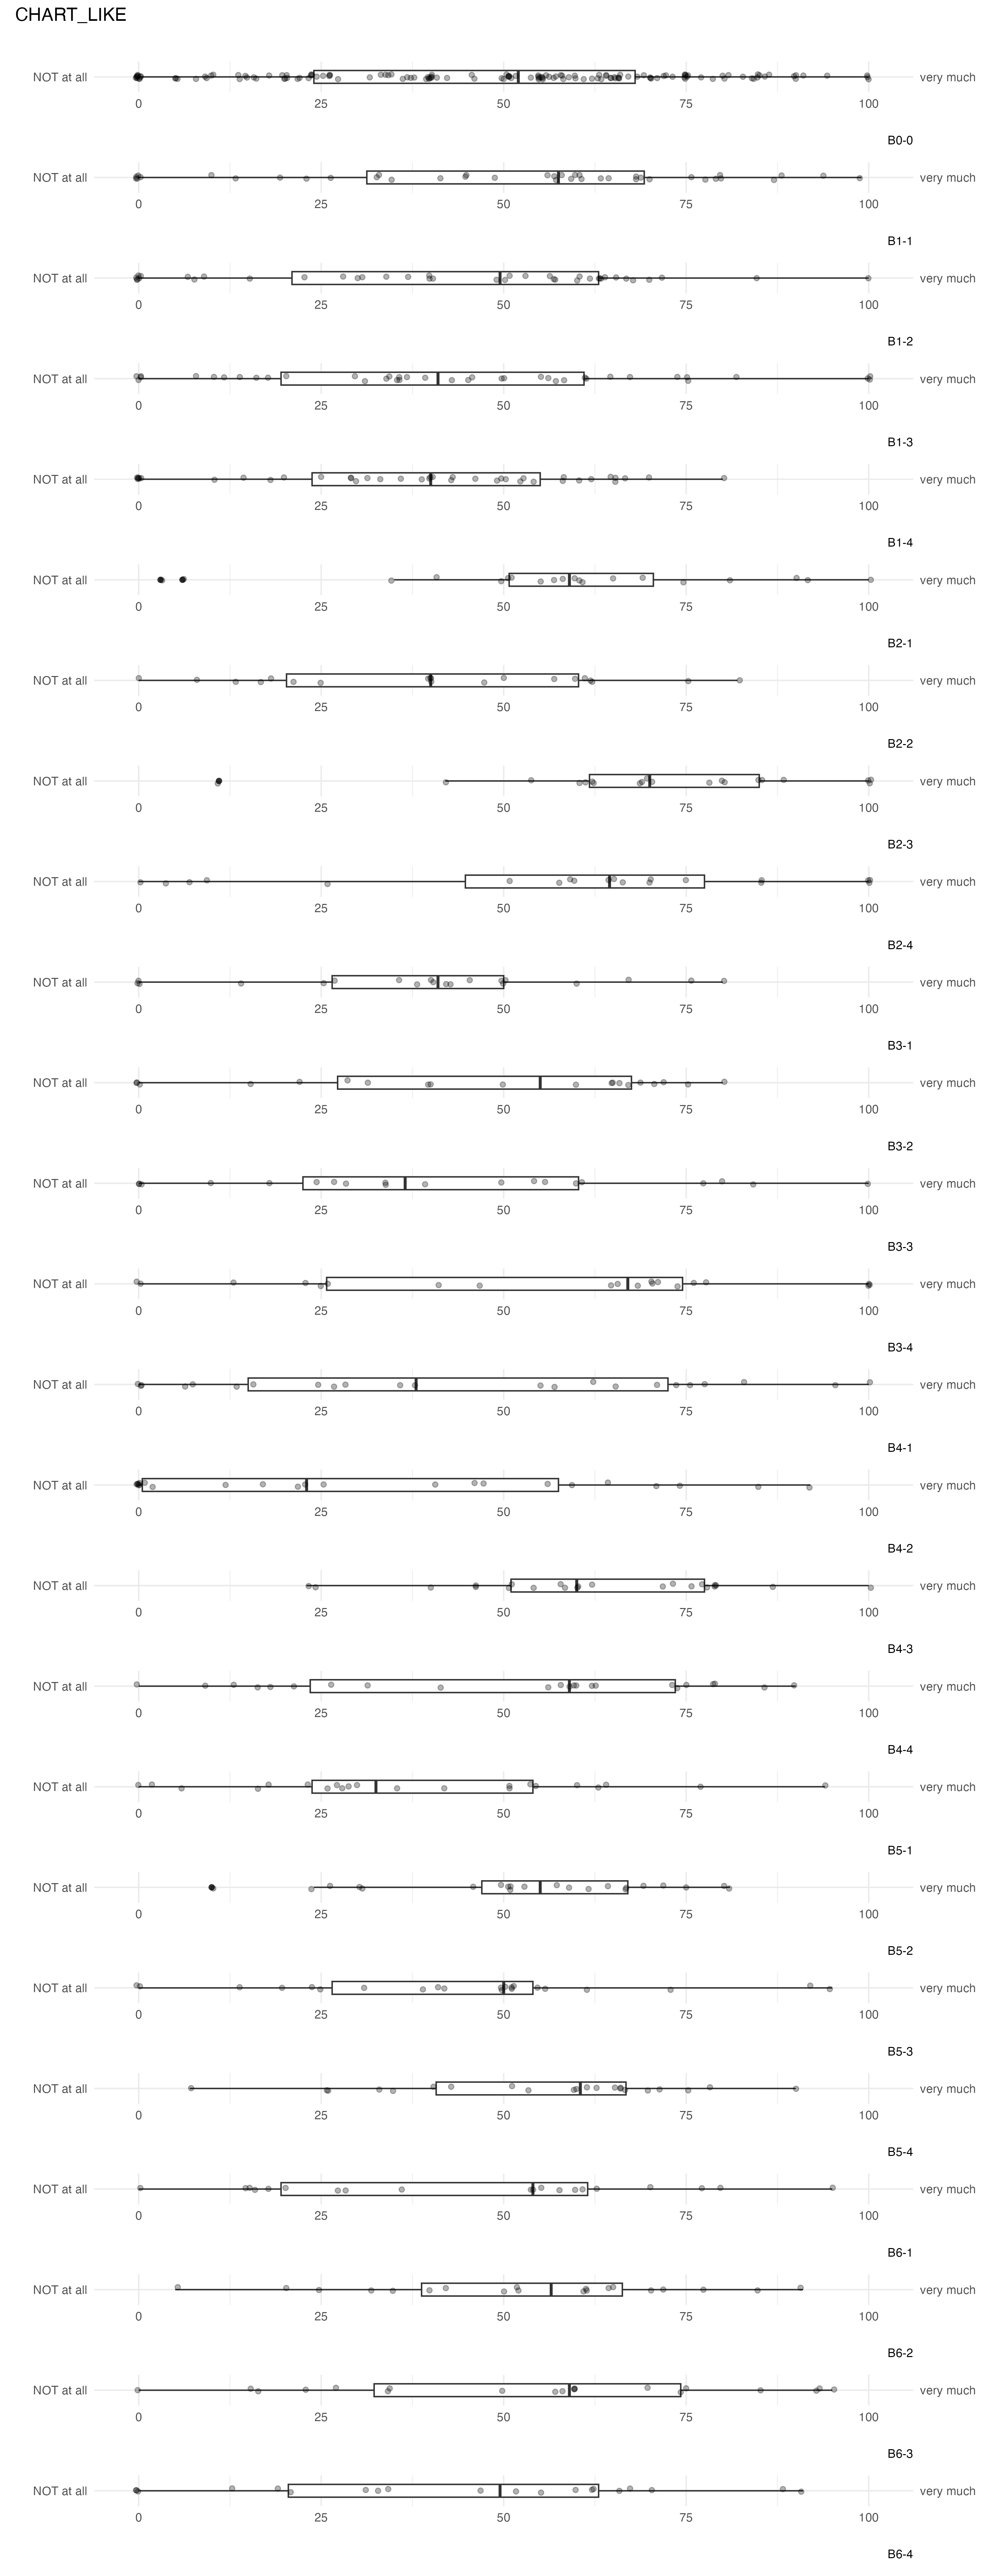 CHART_LIKE
NOT at all very much
0 25 50 75 100
B0-0
NOT at all very much
0 25 50 75 100
B1-1
NOT at all very much
0 25 50 75 100
B1-2
NOT at all very much
0 25 50 75 100
B1-3
NOT at all very much
0 25 50 75 100
B1-4
NOT at all very much
0 25 50 75 100
B2-1
NOT at all very much
0 25 50 75 100
B2-2
NOT at all very much
0 25 50 75 100
B2-3
NOT at all very much
0 25 50 75 100
B2-4
NOT at all very much
0 25 50 75 100
B3-1
NOT at all very much
0 25 50 75 100
B3-2
NOT at all very much
0 25 50 75 100
B3-3
NOT at all very much
0 25 50 75 100
B3-4
NOT at all very much
0 25 50 75 100
B4-1
NOT at all very much
0 25 50 75 100
B4-2
NOT at all very much
0 25 50 75 100
B4-3
NOT at all very much
0 25 50 75 100
B4-4
NOT at all very much
0 25 50 75 100
B5-1
NOT at all very much
0 25 50 75 100
B5-2
NOT at all very much
0 25 50 75 100
B5-3
NOT at all very much
0 25 50 75 100
B5-4
NOT at all very much
0 25 50 75 100
B6-1
NOT at all very much
0 25 50 75 100
B6-2
NOT at all very much
0 25 50 75 100
B6-3
NOT at all very much
0 25 50 75 100
B6-4